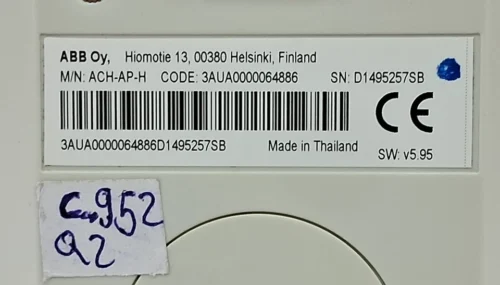 ABB Oy, Hiomotie 13, 00380 Helsinki, Finland
M/N: ACH-AP-H CODE: 3AUA0000064886 SN: D1495257SB
3AUA0000064886D1495257SB Made in Thailand
CE
SW: v5.95
952
Q2